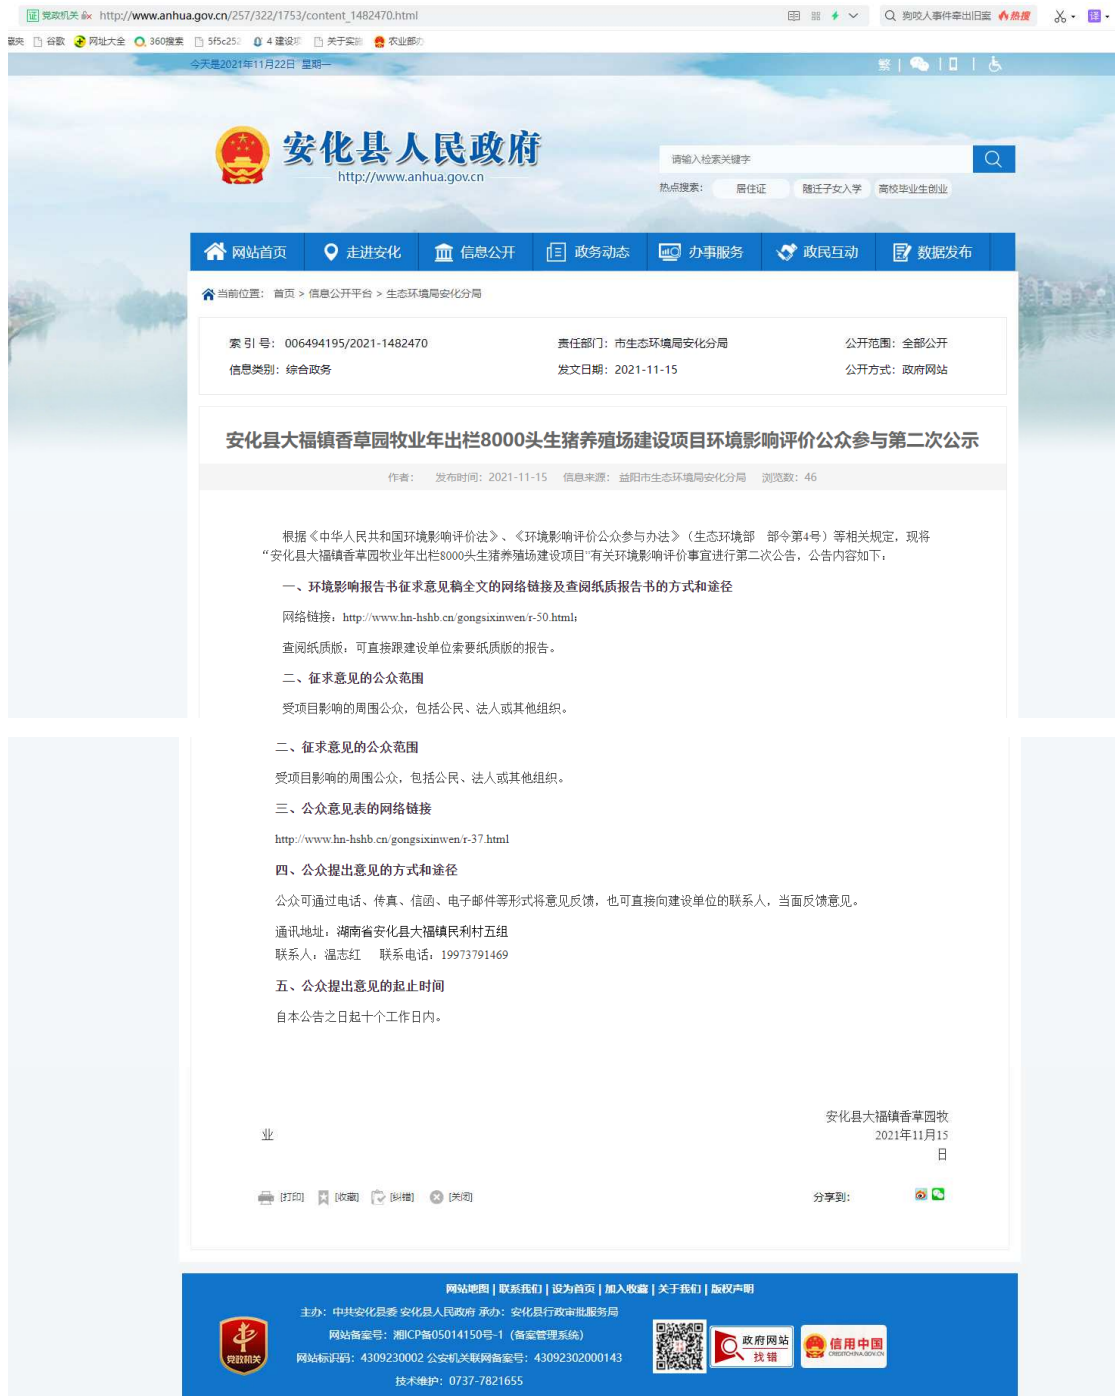 证 党政机关 http://www.anhua.gov.cn/257/322/1753/content_1482470.html 狗咬人事件牵出旧案 热搜 译
藏夹 谷歌 网址大全 360搜索 5f5c252 4 建设项 关于实施 农业部办
今天是2021年11月22日 星期一 繁
安化县人民政府
http://www.anhua.gov.cn
请输入检索关键字
热点搜索: 居住证 随迁子女入学 高校毕业生创业
网站首页 走进安化 信息公开 政务动态 办事服务 政民互动 数据发布
当前位置: 首页 > 信息公开平台 > 生态环境局安化分局
索 引 号: 006494195/2021-1482470 责任部门: 市生态环境局安化分局 公开范围: 全部公开
信息类别: 综合政务 发文日期: 2021-11-15 公开方式: 政府网站
安化县大福镇香草园牧业年出栏8000头生猪养殖场建设项目环境影响评价公众参与第二次公示
作者: 发布时间: 2021-11-15 信息来源: 益阳市生态环境局安化分局 浏览数: 46
根据《中华人民共和国环境影响评价法》、《环境影响评价公众参与办法》（生态环境部 部令第4号）等相关规定，现将
“安化县大福镇香草园牧业年出栏8000头生猪养殖场建设项目”有关环境影响评价事宜进行第二次公告，公告内容如下：
一、环境影响报告书征求意见稿全文的网络链接及查阅纸质报告书的方式和途径
网络链接：http://www.hn-hshb.cn/gongsixinwen/r-50.html;
查阅纸质版：可直接跟建设单位索要纸质版的报告。
二、征求意见的公众范围
受项目影响的周围公众，包括公民、法人或其他组织。
二、征求意见的公众范围
受项目影响的周围公众，包括公民、法人或其他组织。
三、公众意见表的网络链接
http://www.hn-hshb.cn/gongsixinwen/r-37.html
四、公众提出意见的方式和途径
公众可通过电话、传真、信函、电子邮件等形式将意见反馈，也可直接向建设单位的联系人，当面反馈意见。
通讯地址：湖南省安化县大福镇民利村五组
联系人：温志红 联系电话：19973791469
五、公众提出意见的起止时间
自本公告之日起十个工作日内。
安化县大福镇香草园牧
业 2021年11月15
日
[打印] [收藏] [纠错] [关闭] 分享到:
网站地图 | 联系我们 | 设为首页 | 加入收藏 | 关于我们 | 版权声明
主办：中共安化县委 安化县人民政府 承办：安化县行政审批服务局
网站备案号：湘ICP备05014150号-1（备案管理系统）
网站标识码：4309230002 公安机关联网备案号：43092302000143
技术维护：0737-7821655
党政机关
政府网站
找错
信用中国
CREDITCHINA.GOV.CN